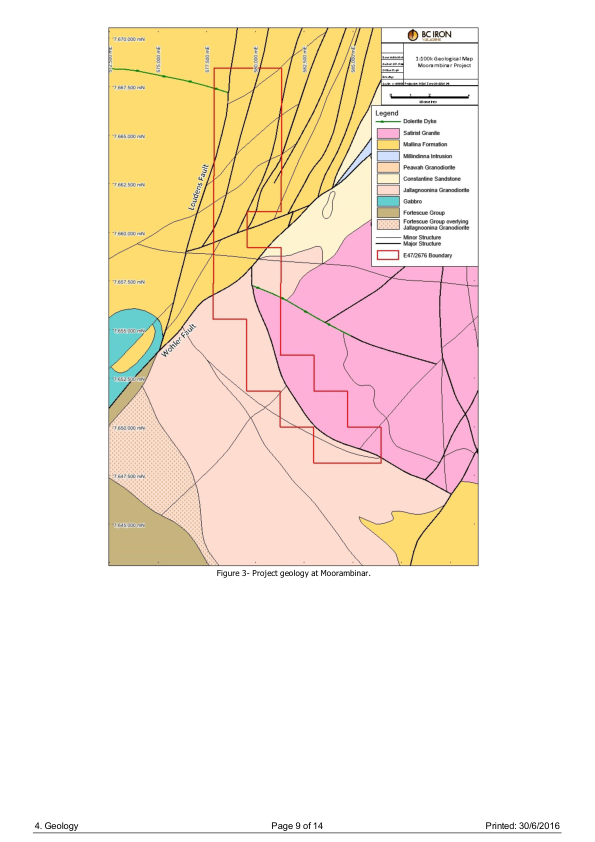 BC IRON
1:100k Geological Map
Moorambinar Project
Kilometres
Legend
Dolerite Dyke
Satirist Granite
Mallina Formation
Millindinna Intrusion
Peawah Granodiorite
Constantine Sandstone
Jallagnoonina Granodiorite
Gabbro
Fortescue Group
Fortescue Group overlying
Jallagnoonina Granodiorite
Minor Structure
Major Structure
E47/2676 Boundary
575,000 mE
577,500 mE
580,000 mE
582,500 mE
585,000 mE
7,670,000 mN
7,667,500 mN
7,665,000 mN
7,662,500 mN
7,660,000 mN
7,657,500 mN
7,655,000 mN
7,652,500 mN
7,650,000 mN
7,647,500 mN
7,645,000 mN
Loudens Fault
Wohler Fault
Figure 3- Project geology at Moorambinar.
4. Geology Page 9 of 14 Printed: 30/6/2016